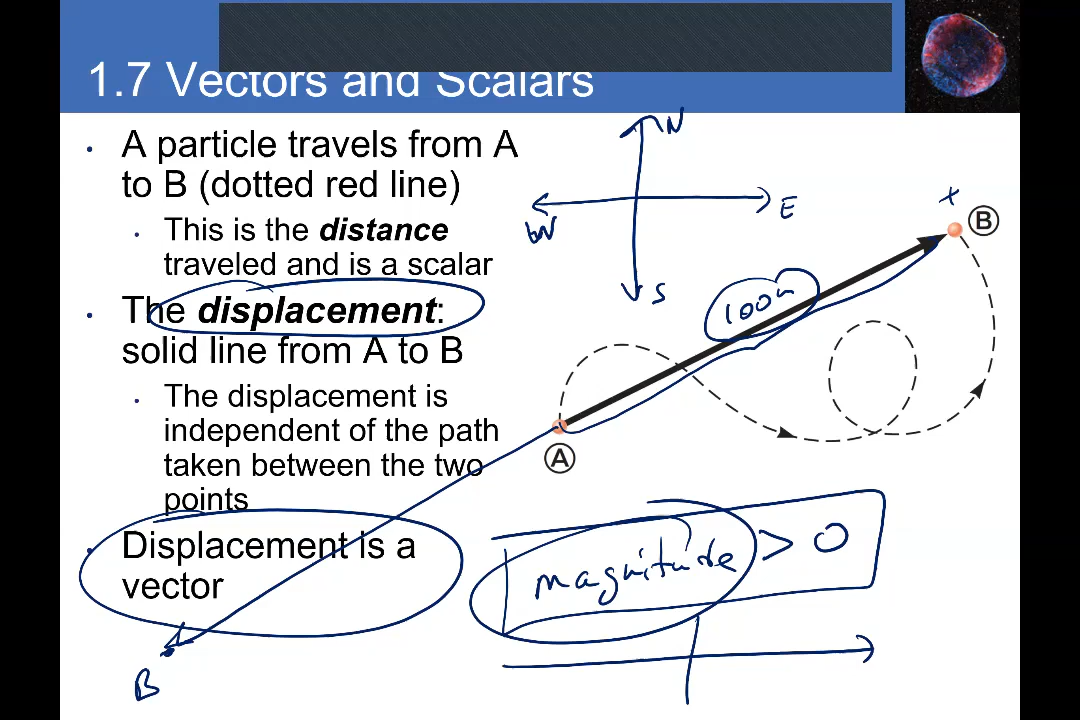 1.7 Vectors and Scalars
• A particle travels from A
to B (dotted red line)
• This is the distance
traveled and is a scalar
• The displacement:
solid line from A to B
• The displacement is
independent of the path
taken between the two
points
• Displacement is a
vector
N
W
E
S
x
B
A
magnitude > 0
B